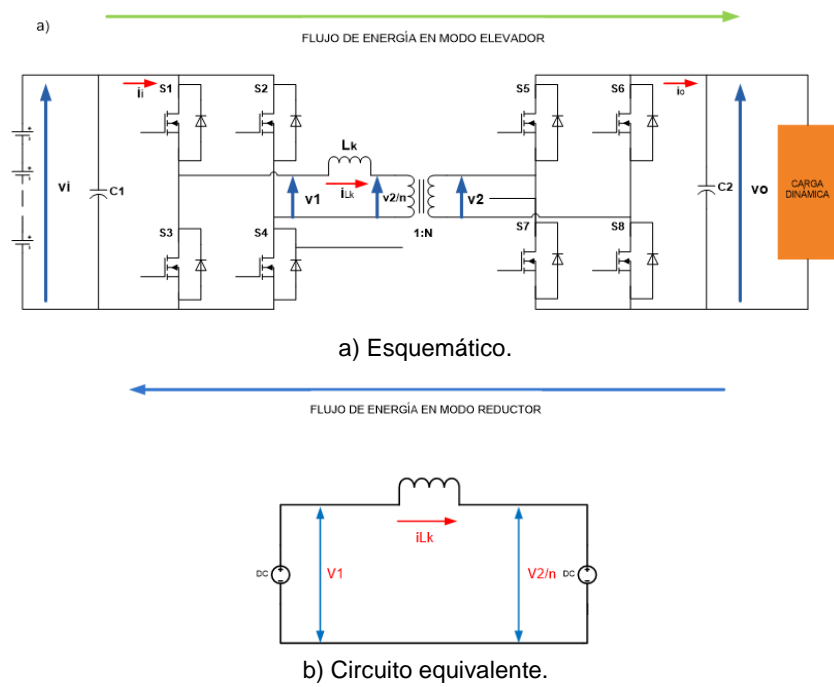 a)
FLUJO DE ENERGÍA EN MODO ELEVADOR
S1
S2
S5
S6
ii
io
Lk
vi
C1
v1
iLk
v2/n
v2
C2
vo
CARGA
DINÁMICA
1:N
S3
S4
S7
S8
a) Esquemático.
FLUJO DE ENERGÍA EN MODO REDUCTOR
iLk
DC
V1
V2/n
DC
b) Circuito equivalente.